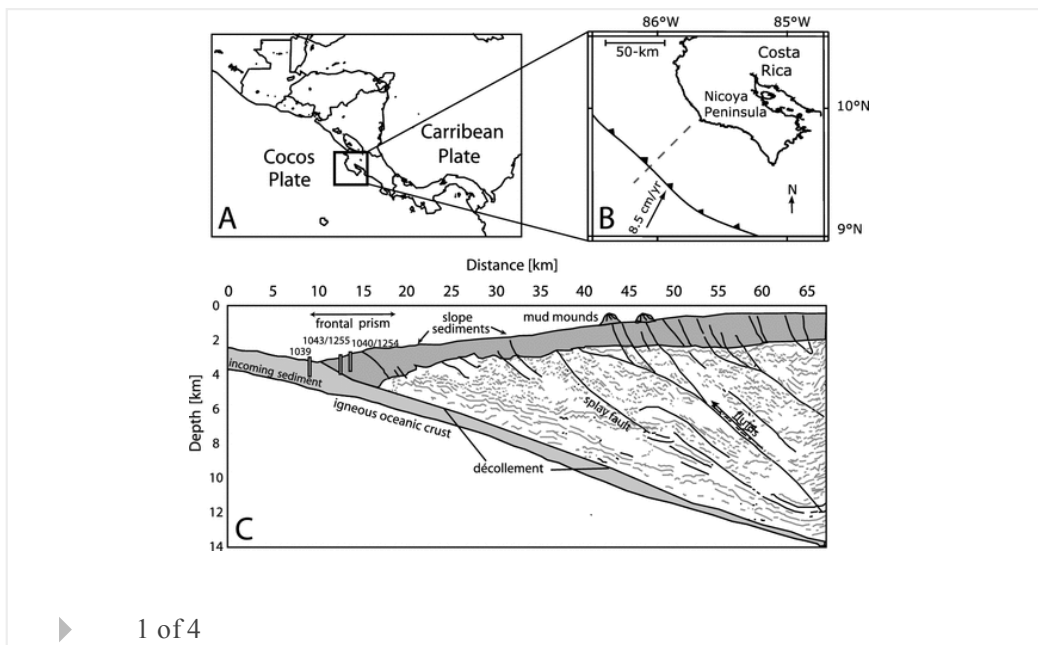 86°W 85°W
50-km
Costa
Rica
Nicoya
Peninsula
10°N
Carribean
Plate
Cocos
Plate
N
A
B
8.5 cm/yr
9°N
Distance [km]
0 5 10 15 20 25 30 35 40 45 50 55 60 65
0
frontal prism
slope
sediments
mud mounds
1043/1255
1040/1254
2
1039
incoming sediment
4
igneous oceanic crust
splay fault
fluids
6
Depth [km]
8
décollement
10
12
C
14
1 of 4